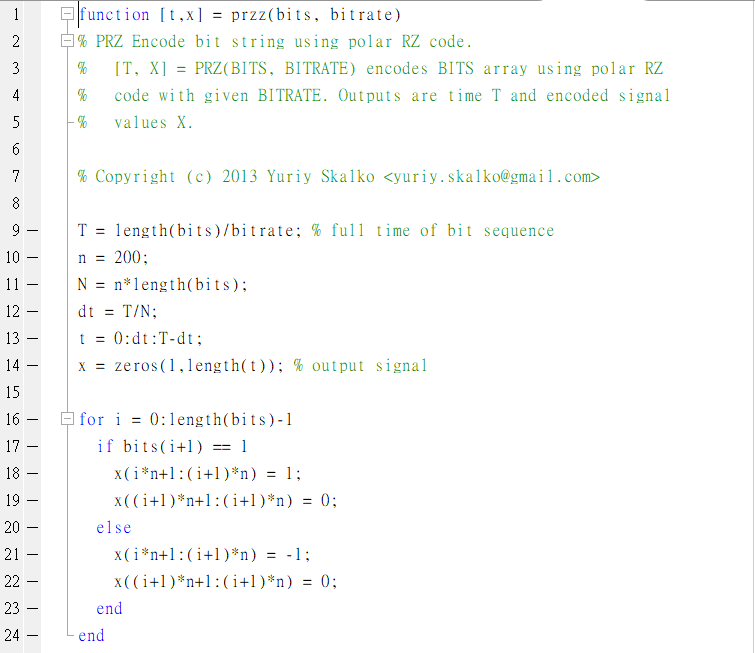 1 function [t,x] = przz(bits, bitrate)
2 % PRZ Encode bit string using polar RZ code.
3 %   [T, X] = PRZ(BITS, BITRATE) encodes BITS array using polar RZ
4 %   code with given BITRATE. Outputs are time T and encoded signal
5 %   values X.
6
7 % Copyright (c) 2013 Yuriy Skalko <yuriy.skalko@gmail.com>
8
9 – T = length(bits)/bitrate; % full time of bit sequence
10 – n = 200;
11 – N = n*length(bits);
12 – dt = T/N;
13 – t = 0:dt:T-dt;
14 – x = zeros(1,length(t)); % output signal
15
16 – for i = 0:length(bits)-1
17 –   if bits(i+1) == 1
18 –     x(i*n+1:(i+1)*n) = 1;
19 –     x((i+1)*n+1:(i+1)*n) = 0;
20 –   else
21 –     x(i*n+1:(i+1)*n) = -1;
22 –     x((i+1)*n+1:(i+1)*n) = 0;
23 –   end
24 – end